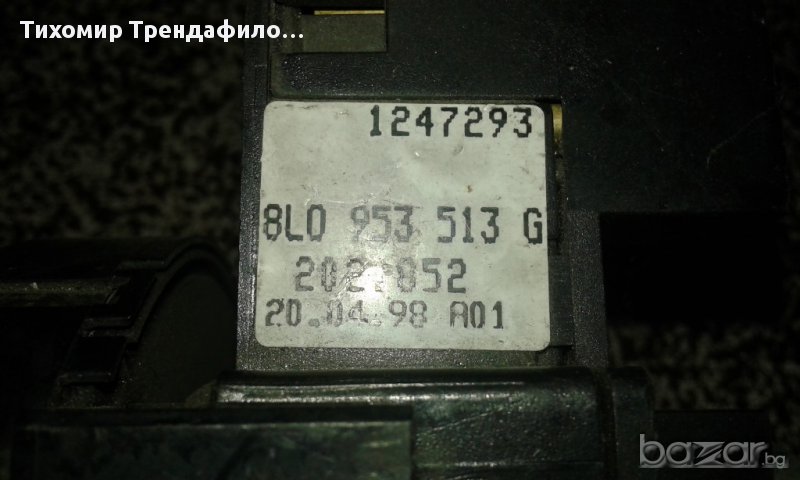 Тихомир Трендафило...
1247293
8L0 953 513 G
20.04.98 A01
bazar.bg